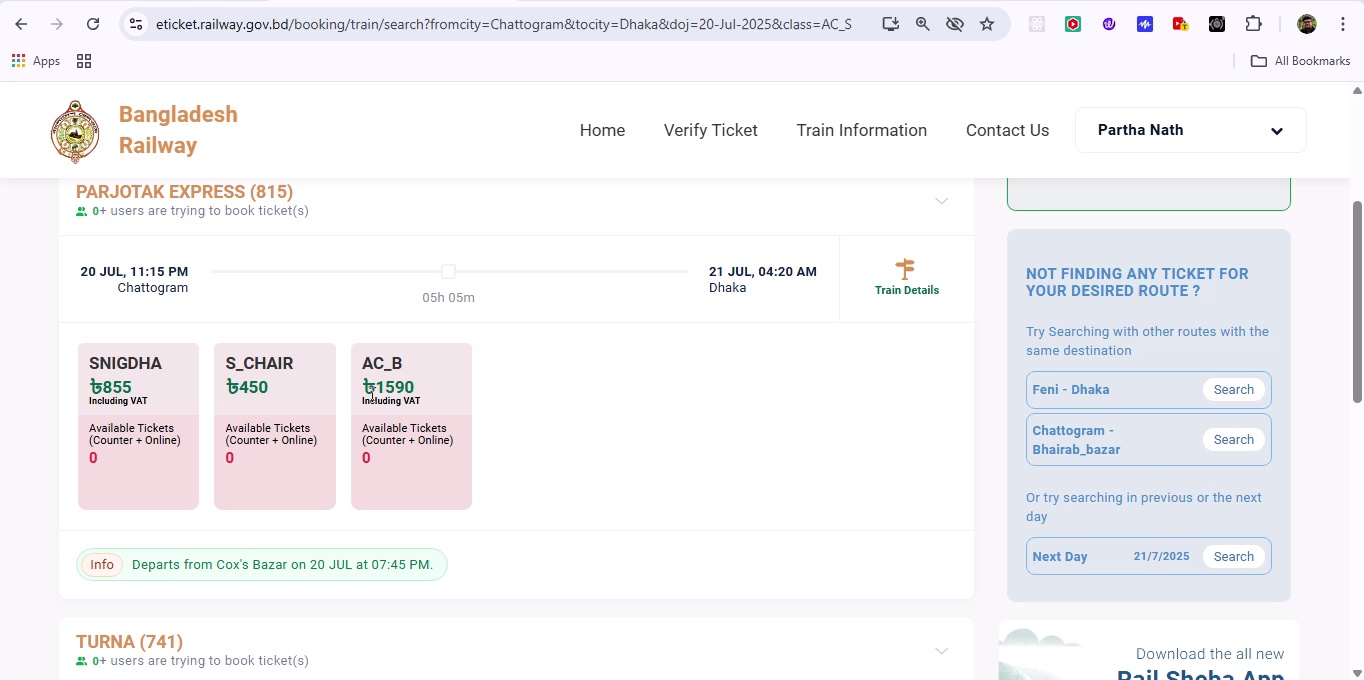 eticket.railway.gov.bd/booking/train/search?fromcity=Chattogram&tocity=Dhaka&doj=20-Jul-2025&class=AC_S
Apps
All Bookmarks
Bangladesh
Railway
Home
Verify Ticket
Train Information
Contact Us
Partha Nath
PARJOTAK EXPRESS (815)
0+ users are trying to book ticket(s)
20 JUL, 11:15 PM
Chattogram
05h 05m
21 JUL, 04:20 AM
Dhaka
Train Details
SNIGDHA
৳855
Including VAT
Available Tickets
(Counter + Online)
0
S_CHAIR
৳450
Available Tickets
(Counter + Online)
0
AC_B
৳1590
Including VAT
Available Tickets
(Counter + Online)
0
Info
Departs from Cox's Bazar on 20 JUL at 07:45 PM.
TURNA (741)
0+ users are trying to book ticket(s)
NOT FINDING ANY TICKET FOR
YOUR DESIRED ROUTE ?
Try Searching with other routes with the
same destination
Feni - Dhaka
Search
Chattogram -
Bhairab_bazar
Search
Or try searching in previous or the next
day
Next Day
21/7/2025
Search
Download the all new
Rail Sheba App